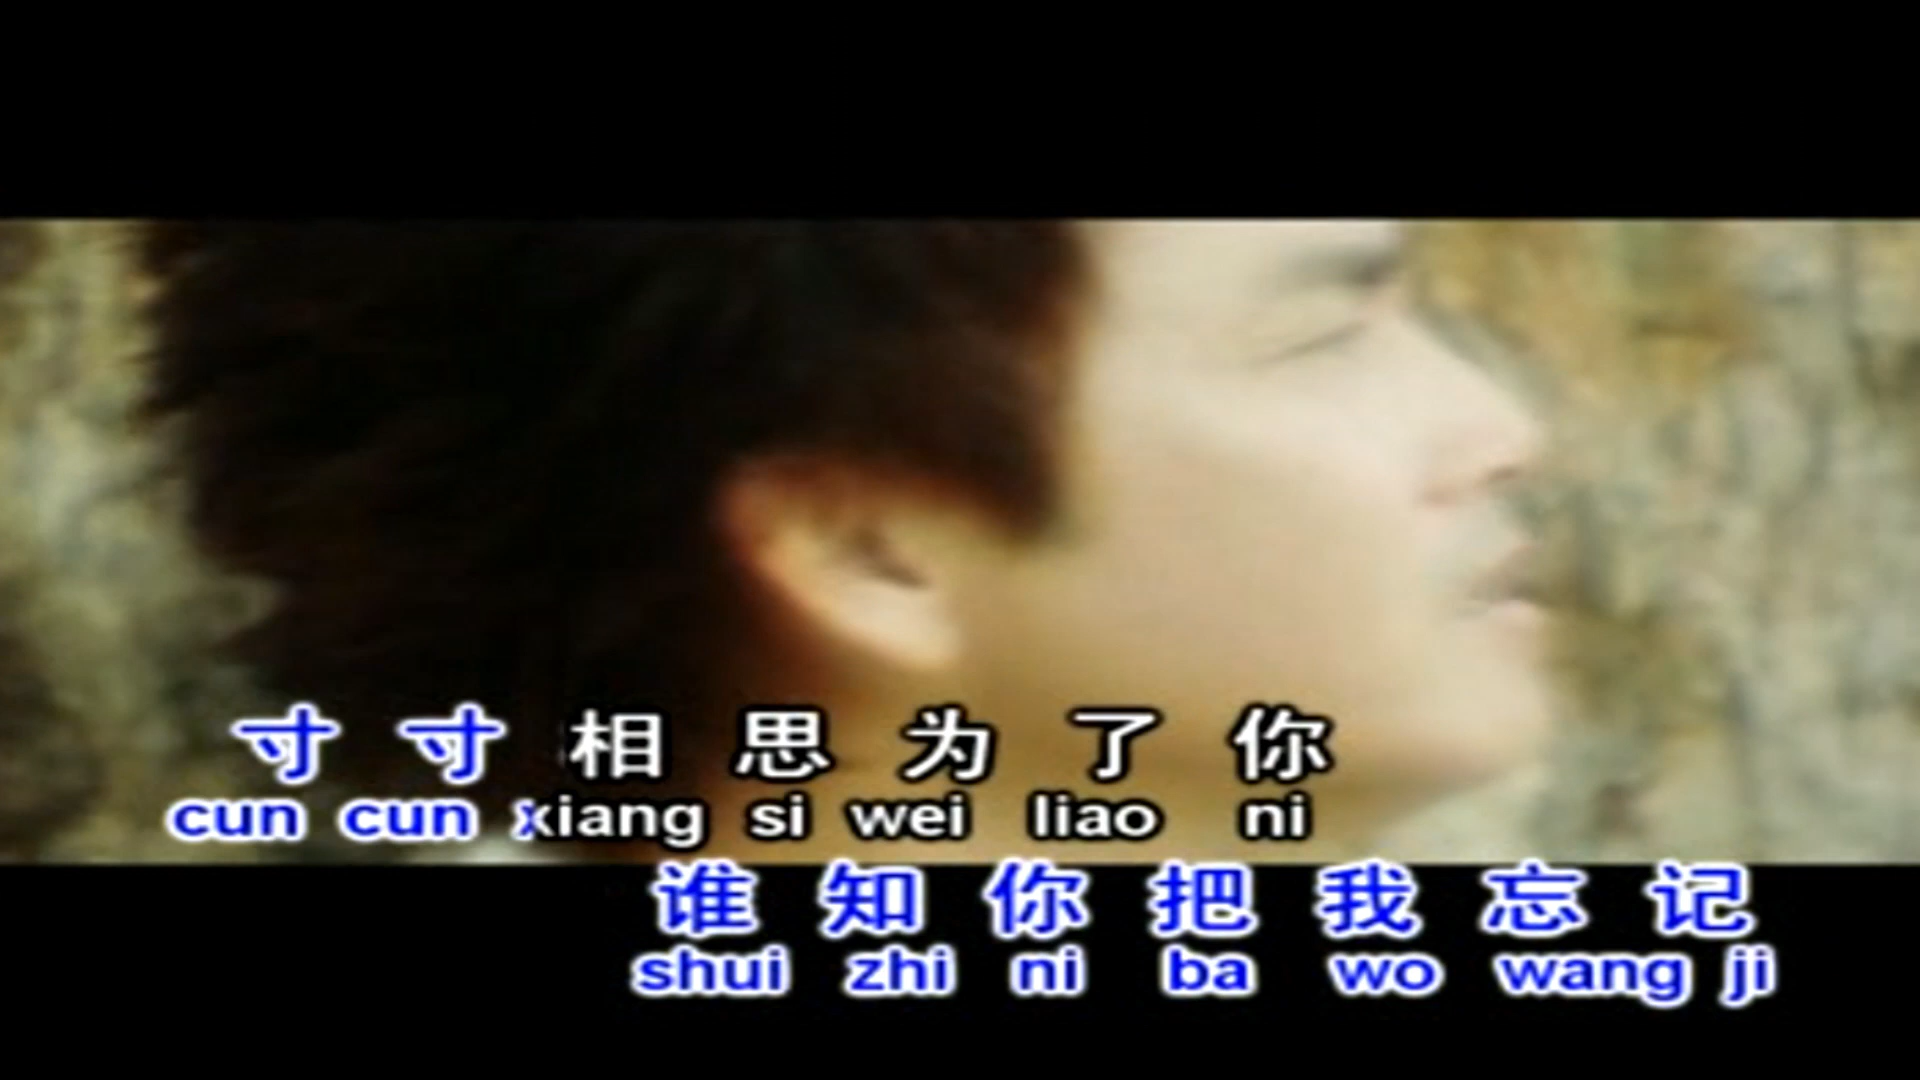 寸 寸 相 思 为 了 你
cun cun xiang si wei liao ni
谁 知 你 把 我 忘 记
shui zhi ni ba wo wang ji